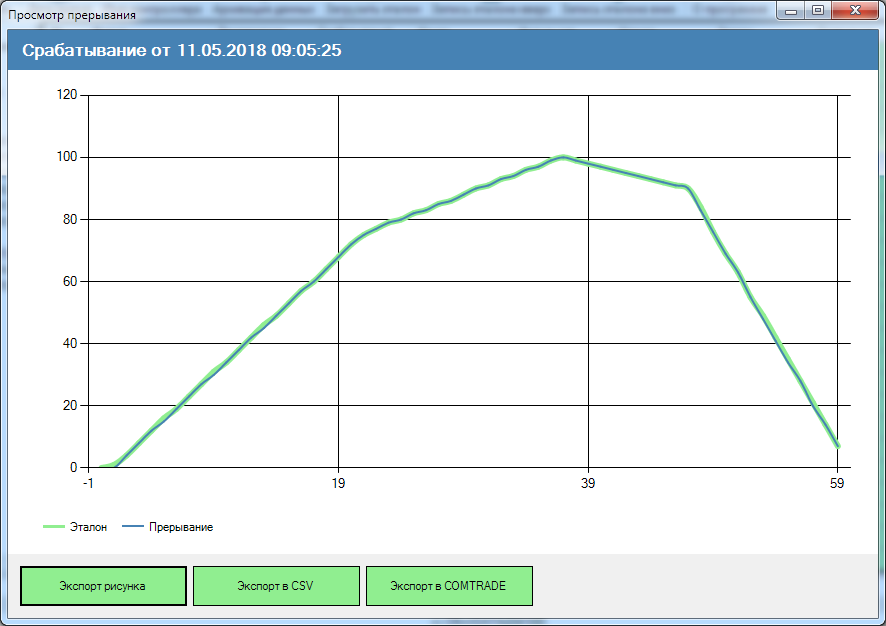 Просмотр прерывания
Срабатывание от 11.05.2018 09:05:25
120
100
80
60
40
20
0
-1 19 39 59
Эталон Прерывание
Экспорт рисунка Экспорт в CSV Экспорт в COMTRADE